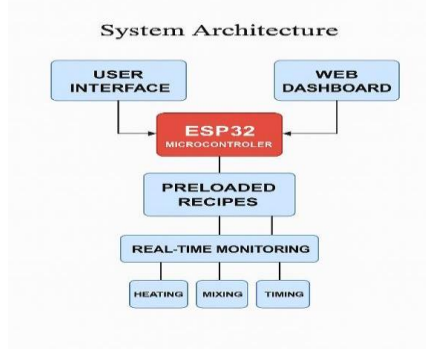 System Architecture
USER
INTERFACE
WEB
DASHBOARD
ESP32
MICROCONTROLER
PRELOADED
RECIPES
REAL-TIME MONITORING
HEATING
MIXING
TIMING